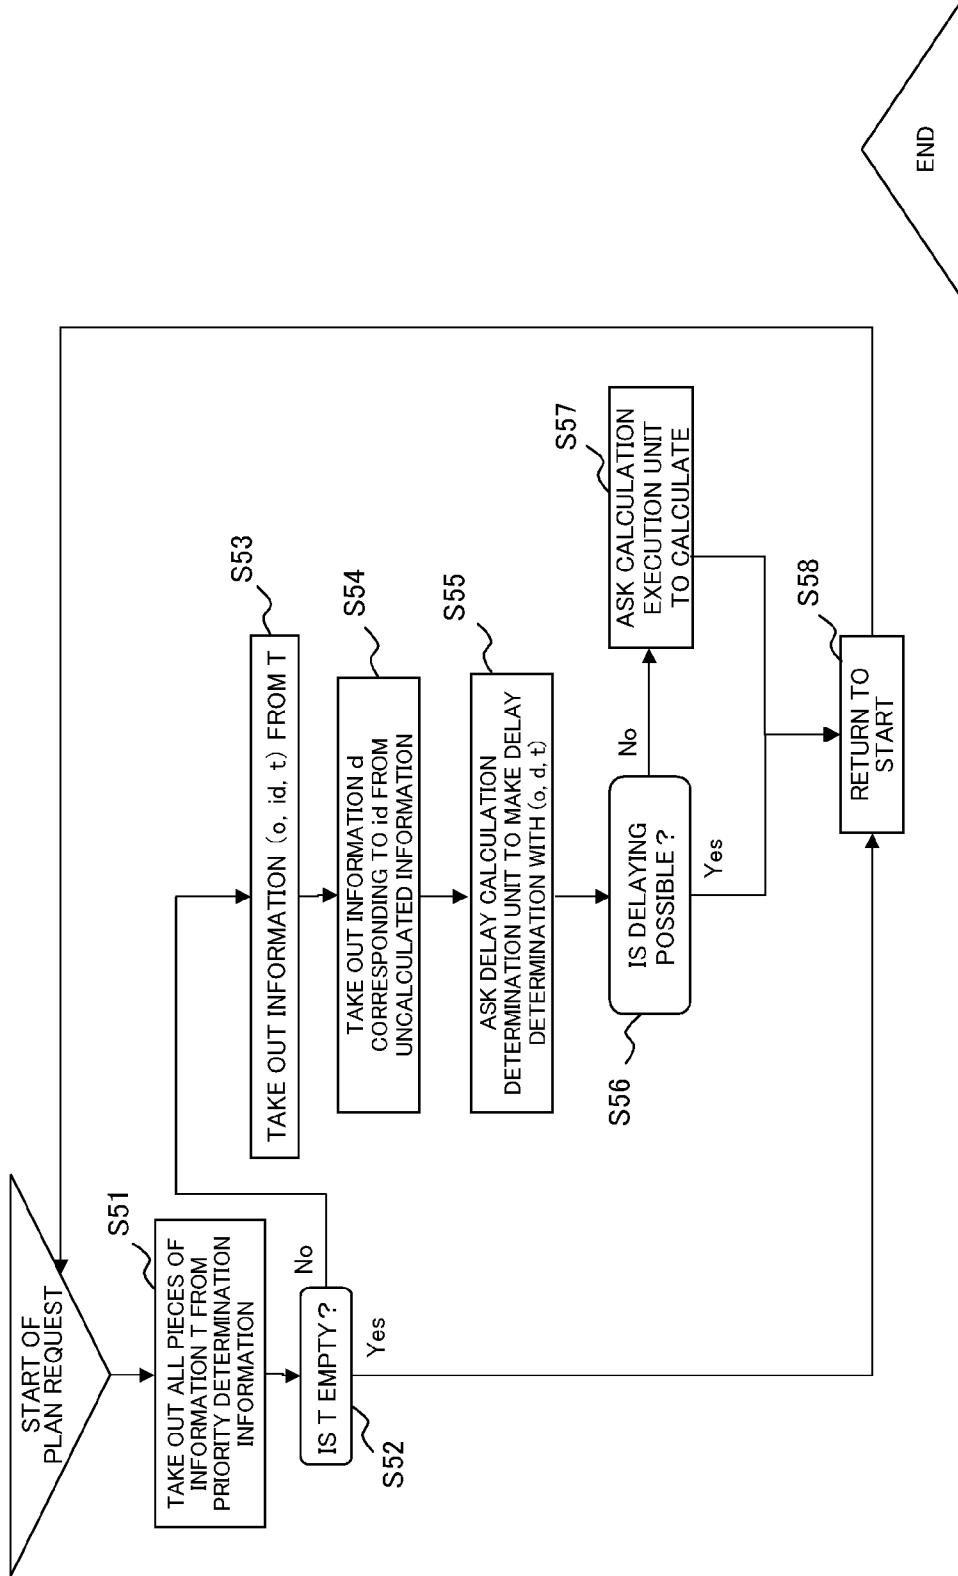 START OF
PLAN REQUEST
S51
TAKE OUT ALL PIECES OF
INFORMATION T FROM
PRIORITY DETERMINATION
INFORMATION
IS T EMPTY?
S52
No
Yes
S53
TAKE OUT INFORMATION (o, id, t) FROM T
S54
TAKE OUT INFORMATION d
CORRESPONDING TO id FROM
UNCALCULATED INFORMATION
S55
ASK DELAY CALCULATION
DETERMINATION UNIT TO MAKE DELAY
DETERMINATION WITH (o, d, t)
IS DELAYING
POSSIBLE?
S56
No
Yes
S57
ASK CALCULATION
EXECUTION UNIT
TO CALCULATE
S58
RETURN TO
START
END